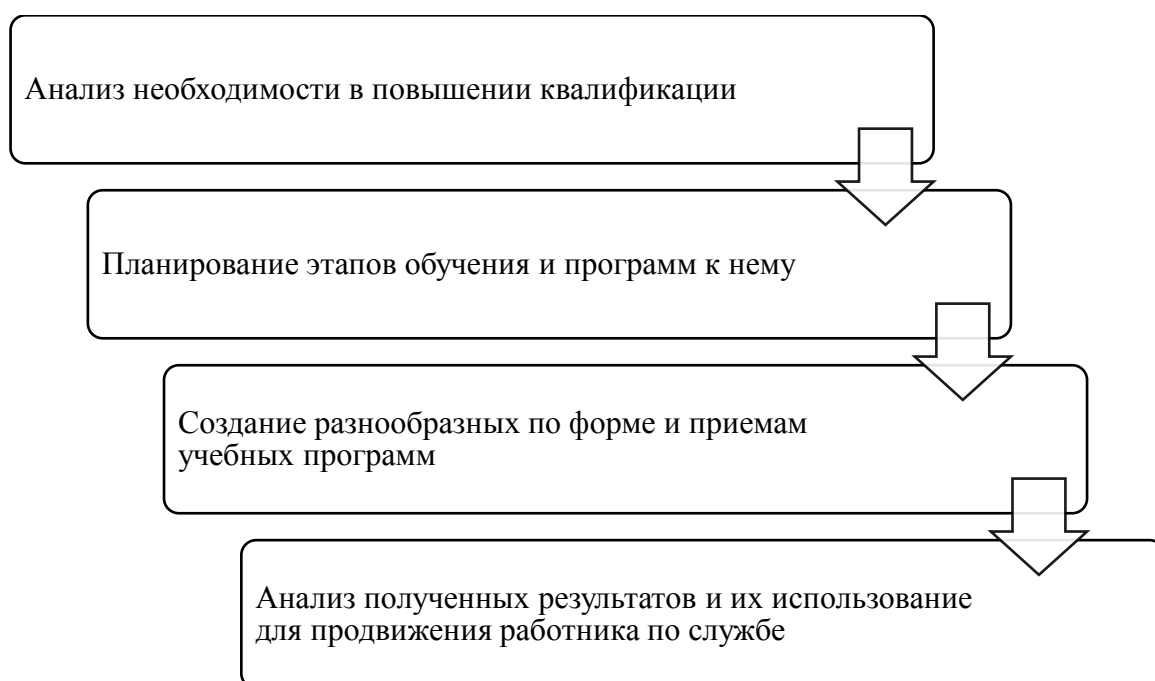 Анализ необходимости в повышении квалификации
Планирование этапов обучения и программ к нему
Создание разнообразных по форме и приемам
учебных программ
Анализ полученных результатов и их использование
для продвижения работника по службе